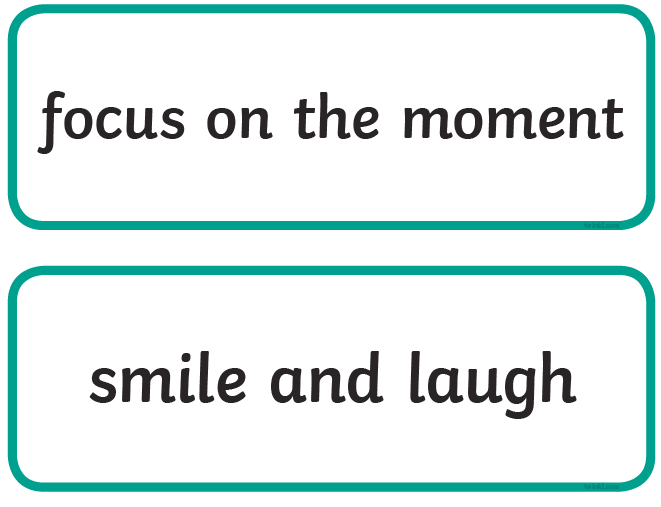 focus on the moment
smile and laugh